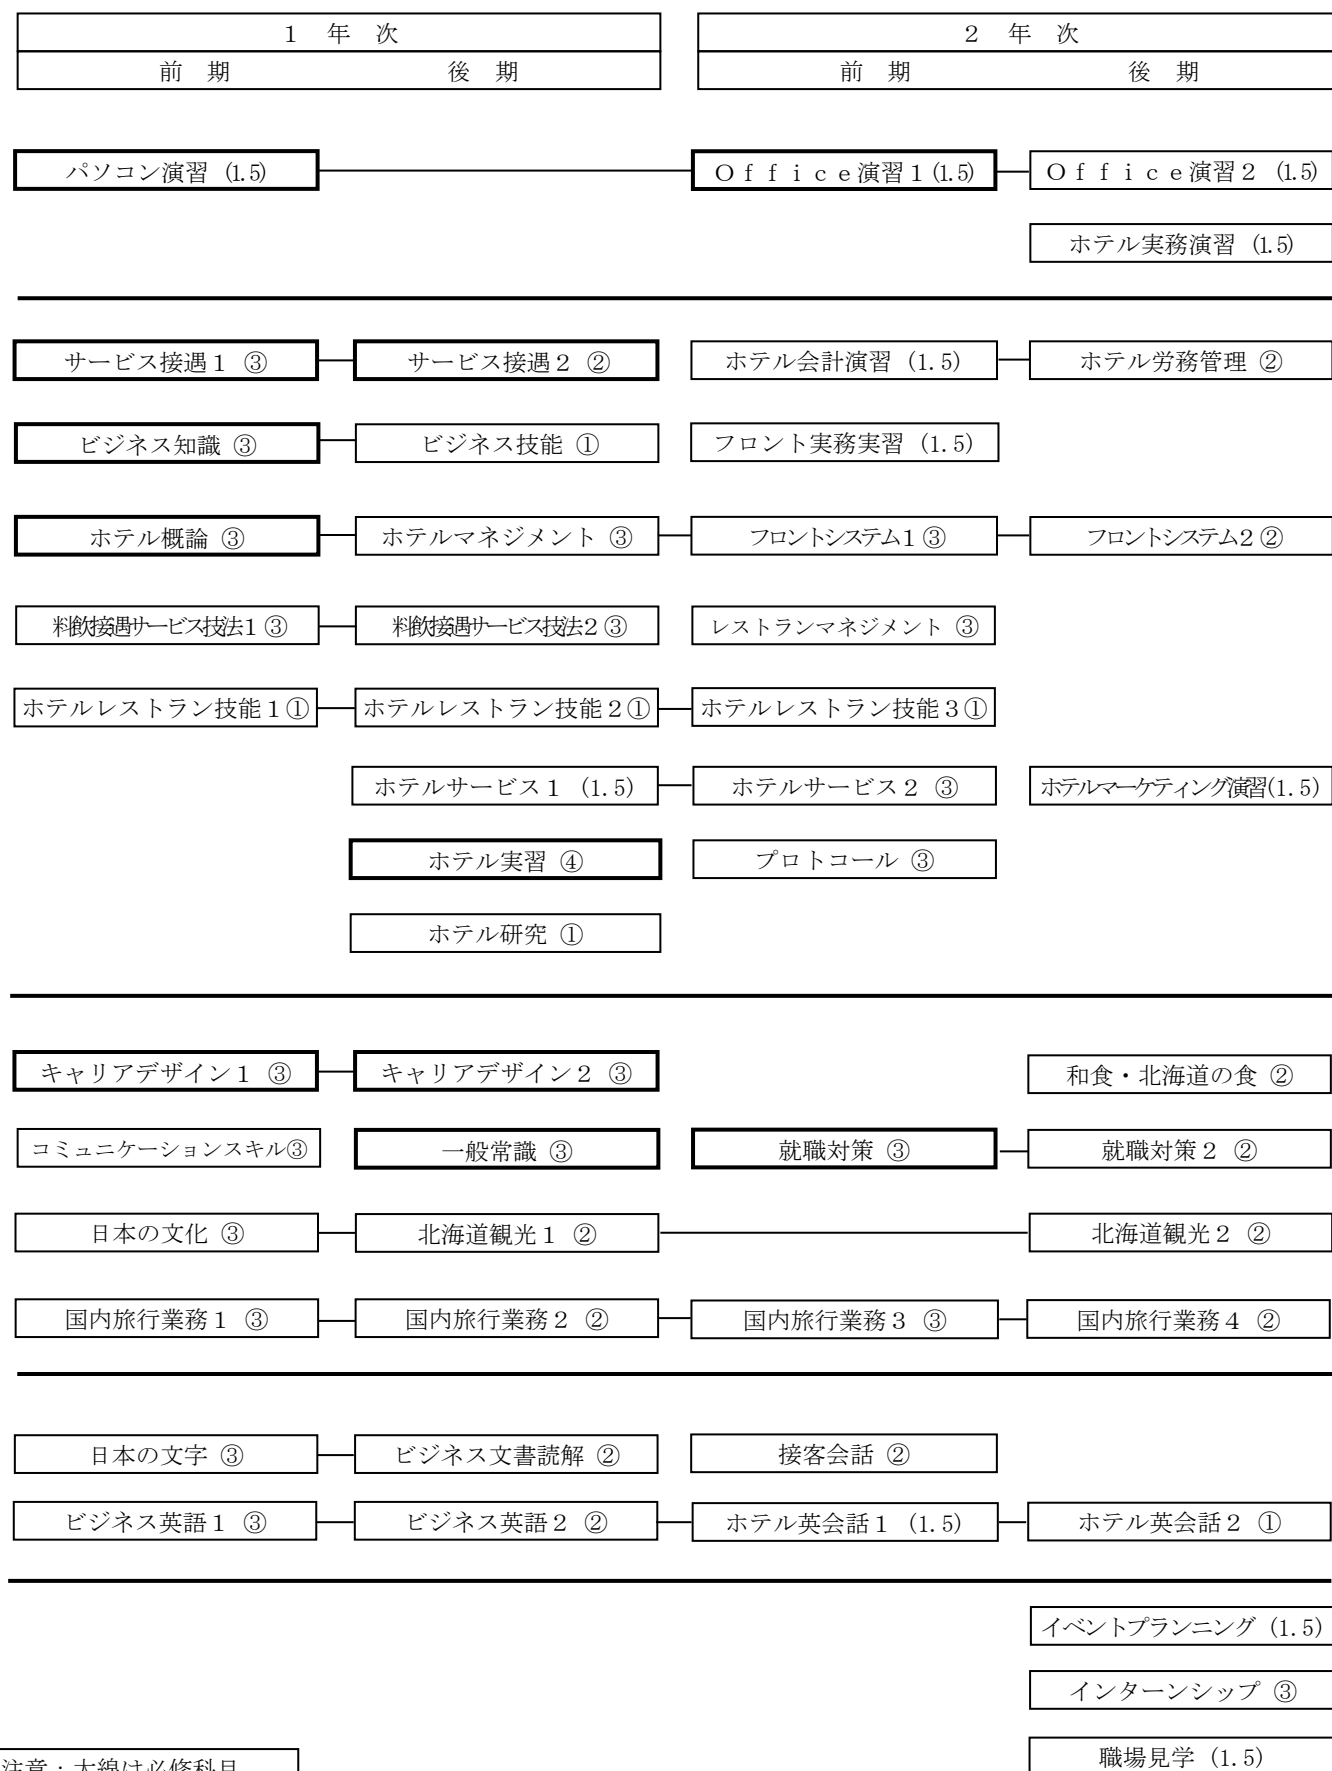 １　年　次　２　年　次
前　期　後　期　前　期　後　期
パソコン演習 (1.5)　Ｏｆｆｉｃｅ演習１(1.5)　Ｏｆｆｉｃｅ演習２ (1.5)
ホテル実務演習 (1.5)
サービス接遇１ ③　サービス接遇２ ②　ホテル会計演習 (1.5)　ホテル労務管理 ②
ビジネス知識 ③　ビジネス技能 ①　フロント実務実習 (1.5)
ホテル概論 ③　ホテルマネジメント ③　フロントシステム1 ③　フロントシステム2 ②
料飲接遇サービス技法1 ③　料飲接遇サービス技法2 ③　レストランマネジメント ③
ホテルレストラン技能１①　ホテルレストラン技能２①　ホテルレストラン技能３①
ホテルサービス１ (1.5)　ホテルサービス２ ③　ホテルマーケティング演習(1.5)
ホテル実習 ④　プロトコール ③
ホテル研究 ①
キャリアデザイン１ ③　キャリアデザイン２ ③　和食・北海道の食 ②
コミュニケーションスキル③　一般常識 ③　就職対策 ③　就職対策２ ②
日本の文化 ③　北海道観光１ ②　北海道観光２ ②
国内旅行業務１ ③　国内旅行業務２ ②　国内旅行業務３ ③　国内旅行業務４ ②
日本の文字 ③　ビジネス文書読解 ②　接客会話 ②
ビジネス英語１ ③　ビジネス英語２ ②　ホテル英会話１ (1.5)　ホテル英会話２ ①
イベントプランニング (1.5)
インターンシップ ③
職場見学 (1.5)
注意：太線は必修科目